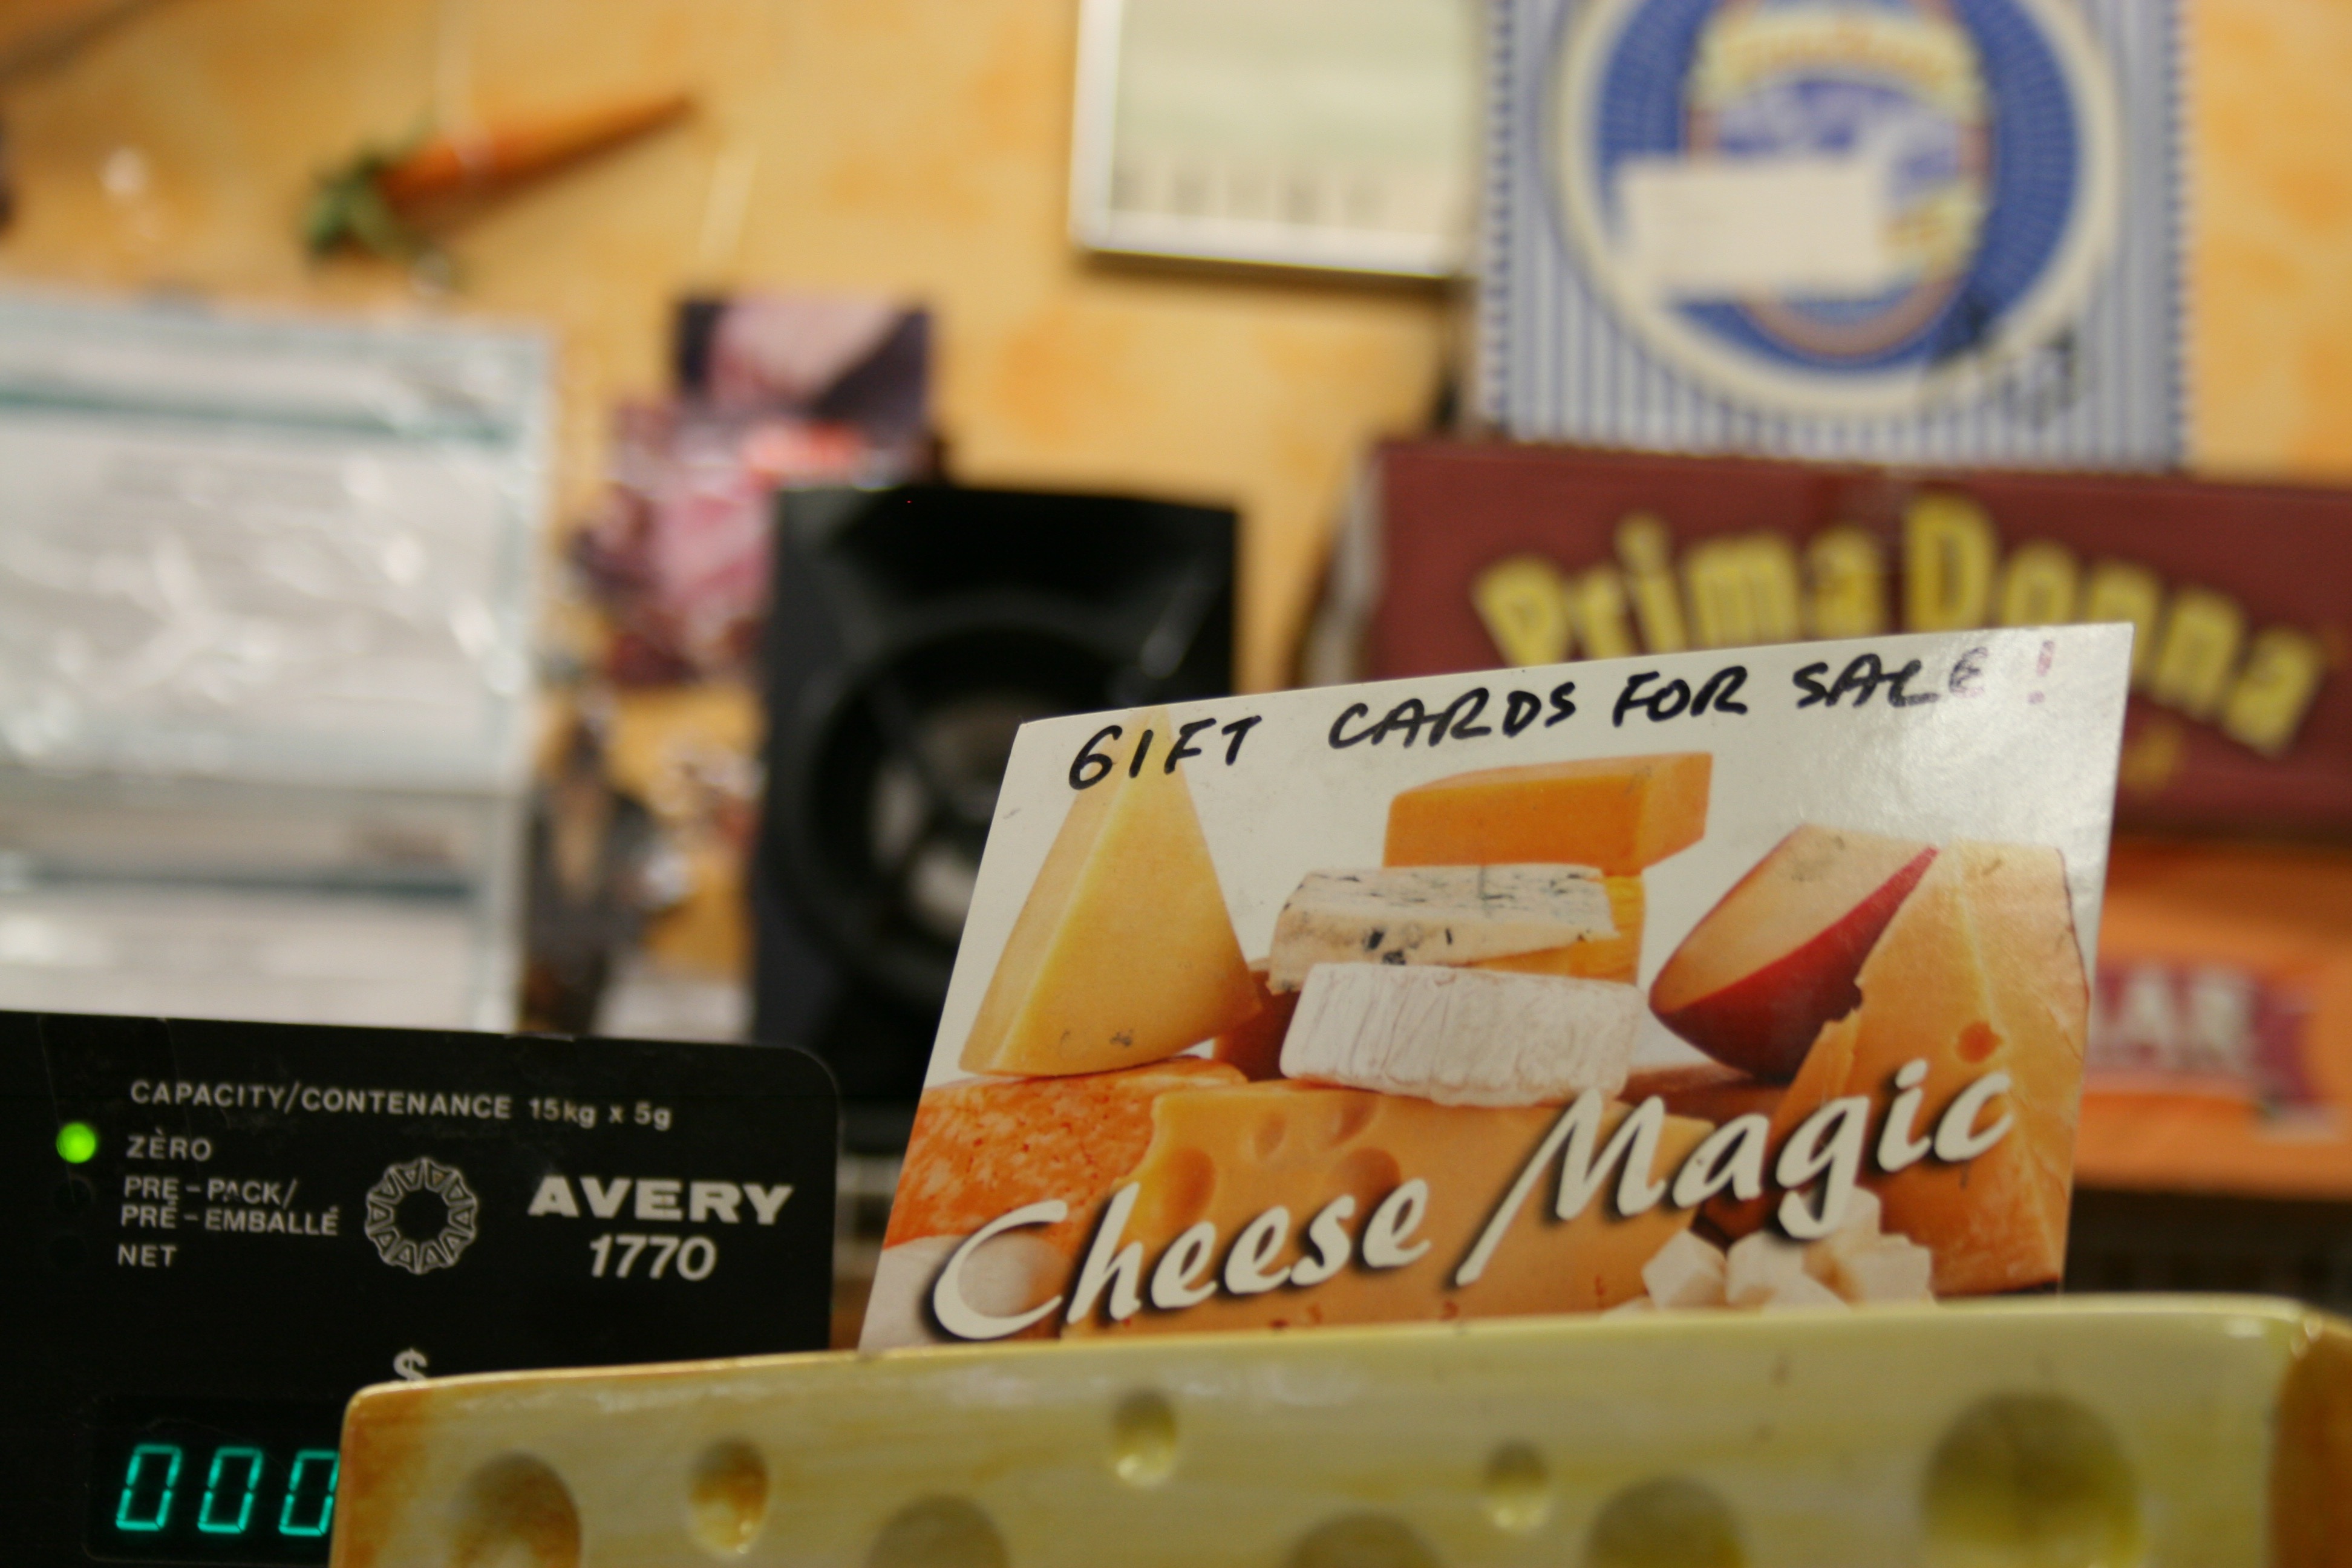 Prima Donna
GIFT CARDS FOR SALE !
Cheese Magic
CAPACITY/CONTENANCE 15kg x 5g
ZÈRO
PRE-PACK/
PRÉ-EMBALLÉ
NET
AVERY
1770
$
000